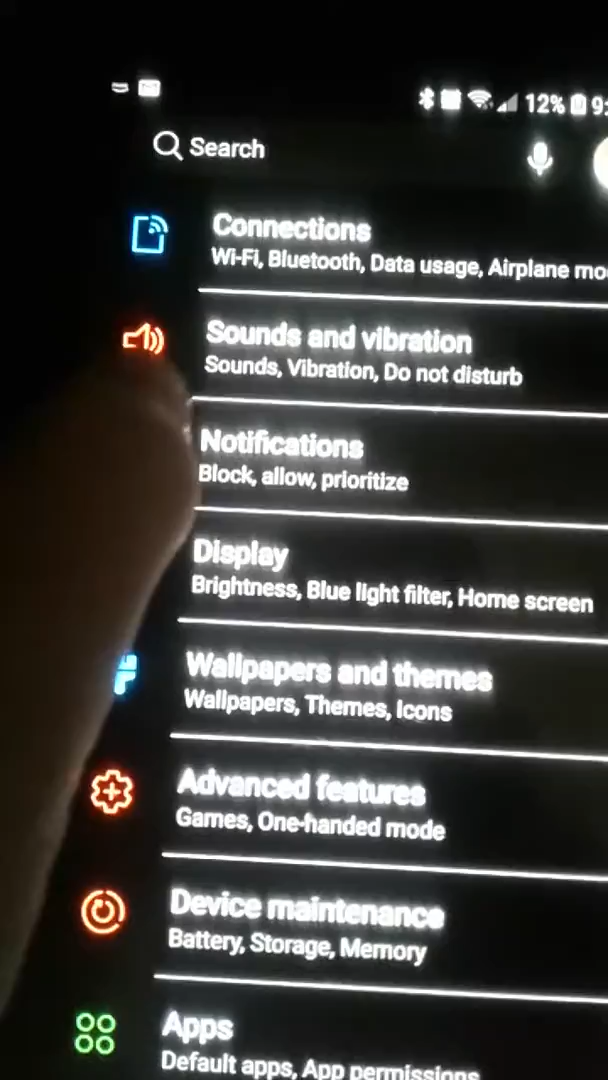 12% 9:
Search
Connections
Wi-Fi, Bluetooth, Data usage, Airplane mo
Sounds and vibration
Sounds, Vibration, Do not disturb
Notifications
Block, allow, prioritize
Display
Brightness, Blue light filter, Home screen
Wallpapers and themes
Wallpapers, Themes, Icons
Advanced features
Games, One-handed mode
Device maintenance
Battery, Storage, Memory
Apps
Default apps, App permissions